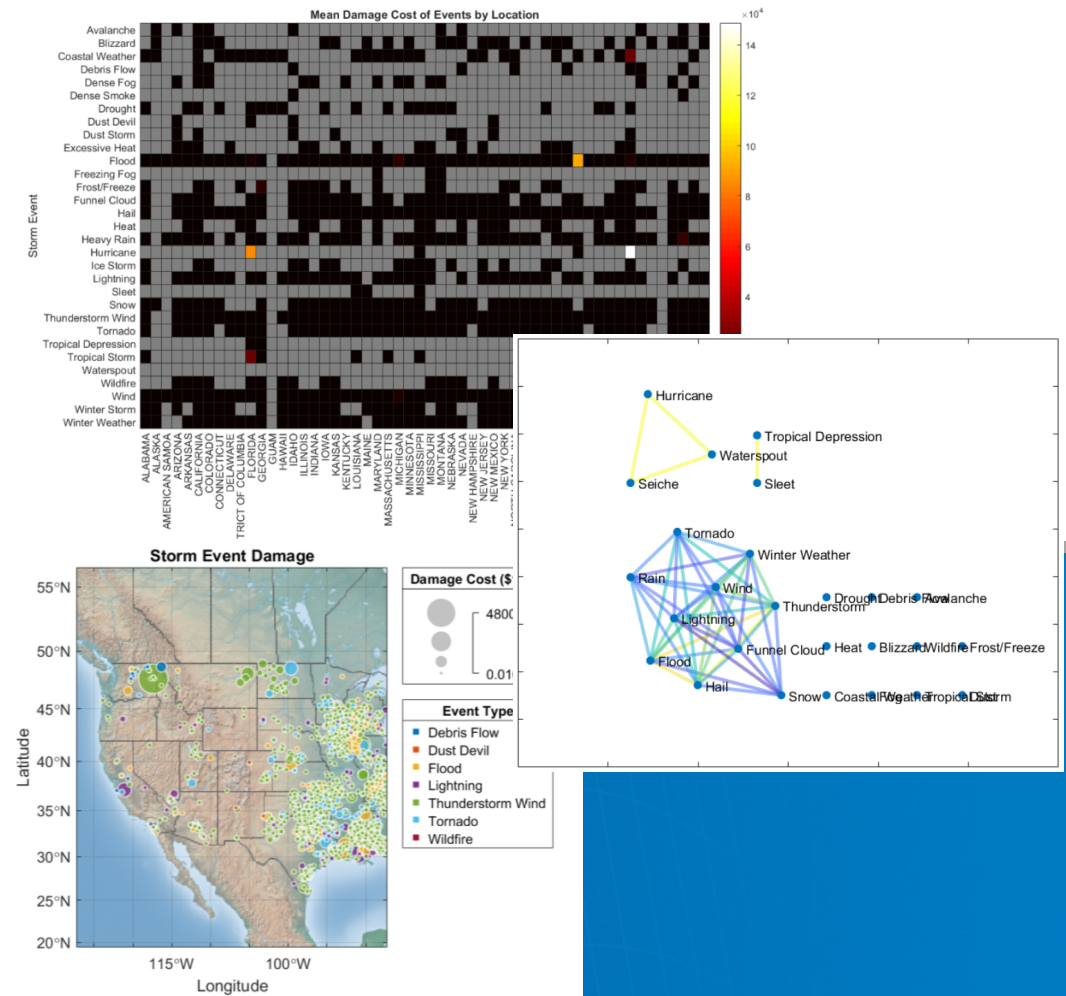 Mean Damage Cost of Events by Location
×10⁴
Storm Event
Avalanche
Blizzard
Coastal Weather
Debris Flow
Dense Fog
Dense Smoke
Drought
Dust Devil
Dust Storm
Excessive Heat
Flood
Freezing Fog
Frost/Freeze
Funnel Cloud
Hail
Heat
Heavy Rain
Hurricane
Ice Storm
Lightning
Sleet
Snow
Thunderstorm Wind
Tornado
Tropical Depression
Tropical Storm
Waterspout
Wildfire
Wind
Winter Storm
Winter Weather
14
12
10
8
6
4
ALABAMA
ALASKA
AMERICAN SAMOA
ARIZONA
ARKANSAS
CALIFORNIA
COLORADO
CONNECTICUT
DELAWARE
TRICT OF COLUMBIA
FLORIDA
GEORGIA
GUAM
HAWAII
IDAHO
ILLINOIS
INDIANA
IOWA
KANSAS
KENTUCKY
LOUISIANA
MAINE
MARYLAND
MASSACHUSETTS
MICHIGAN
MINNESOTA
MISSISSIPPI
MISSOURI
MONTANA
NEBRASKA
NEVADA
NEW HAMPSHIRE
NEW JERSEY
NEW MEXICO
NEW YORK
Hurricane
Tropical Depression
Waterspout
Seiche
Sleet
Tornado
Winter Weather
Rain
Wind
Thunderstorm
Drought
Debris Flow
Avalanche
Lightning
Flood
Funnel Cloud
Heat
Blizzard
Wildfire
Frost/Freeze
Hail
Snow
Coastal Weather
Tropical Storm
Storm Event Damage
55°N
50°N
45°N
40°N
35°N
30°N
25°N
20°N
Latitude
115°W
100°W
Longitude
Damage Cost ($
4800
0.01
Event Type
Debris Flow
Dust Devil
Flood
Lightning
Thunderstorm Wind
Tornado
Wildfire